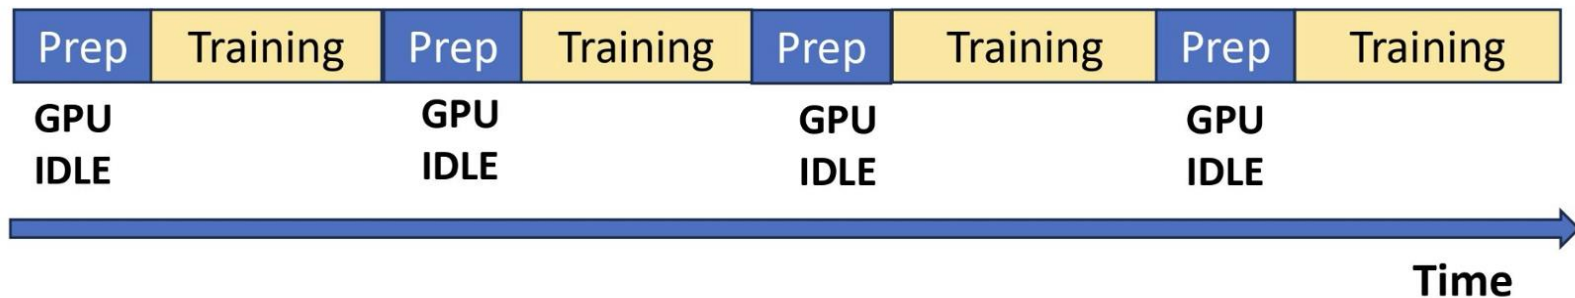 Prep Training Prep Training Prep Training Prep Training
GPU GPU GPU GPU
IDLE IDLE IDLE IDLE
Time